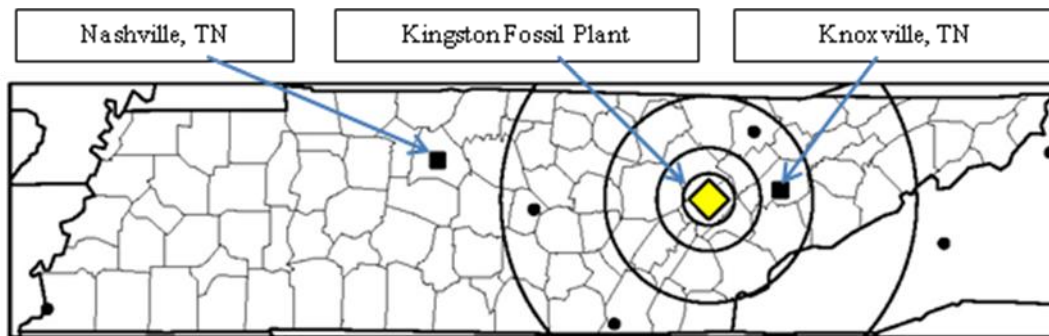 Nashville, TN
Kingston Fossil Plant
Knoxville, TN